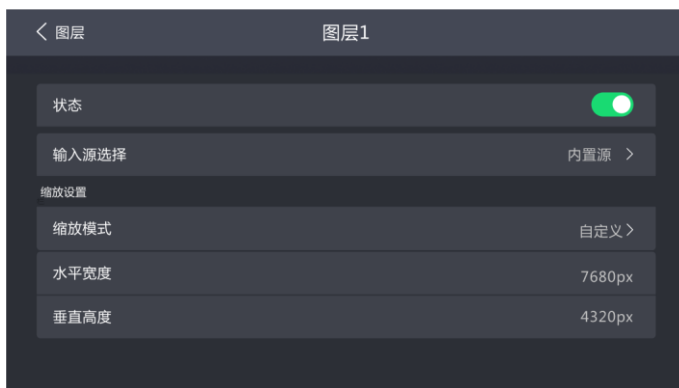 图层 图层1
状态
输入源选择 内置源
缩放设置
缩放模式 自定义
水平宽度 7680px
垂直高度 4320px